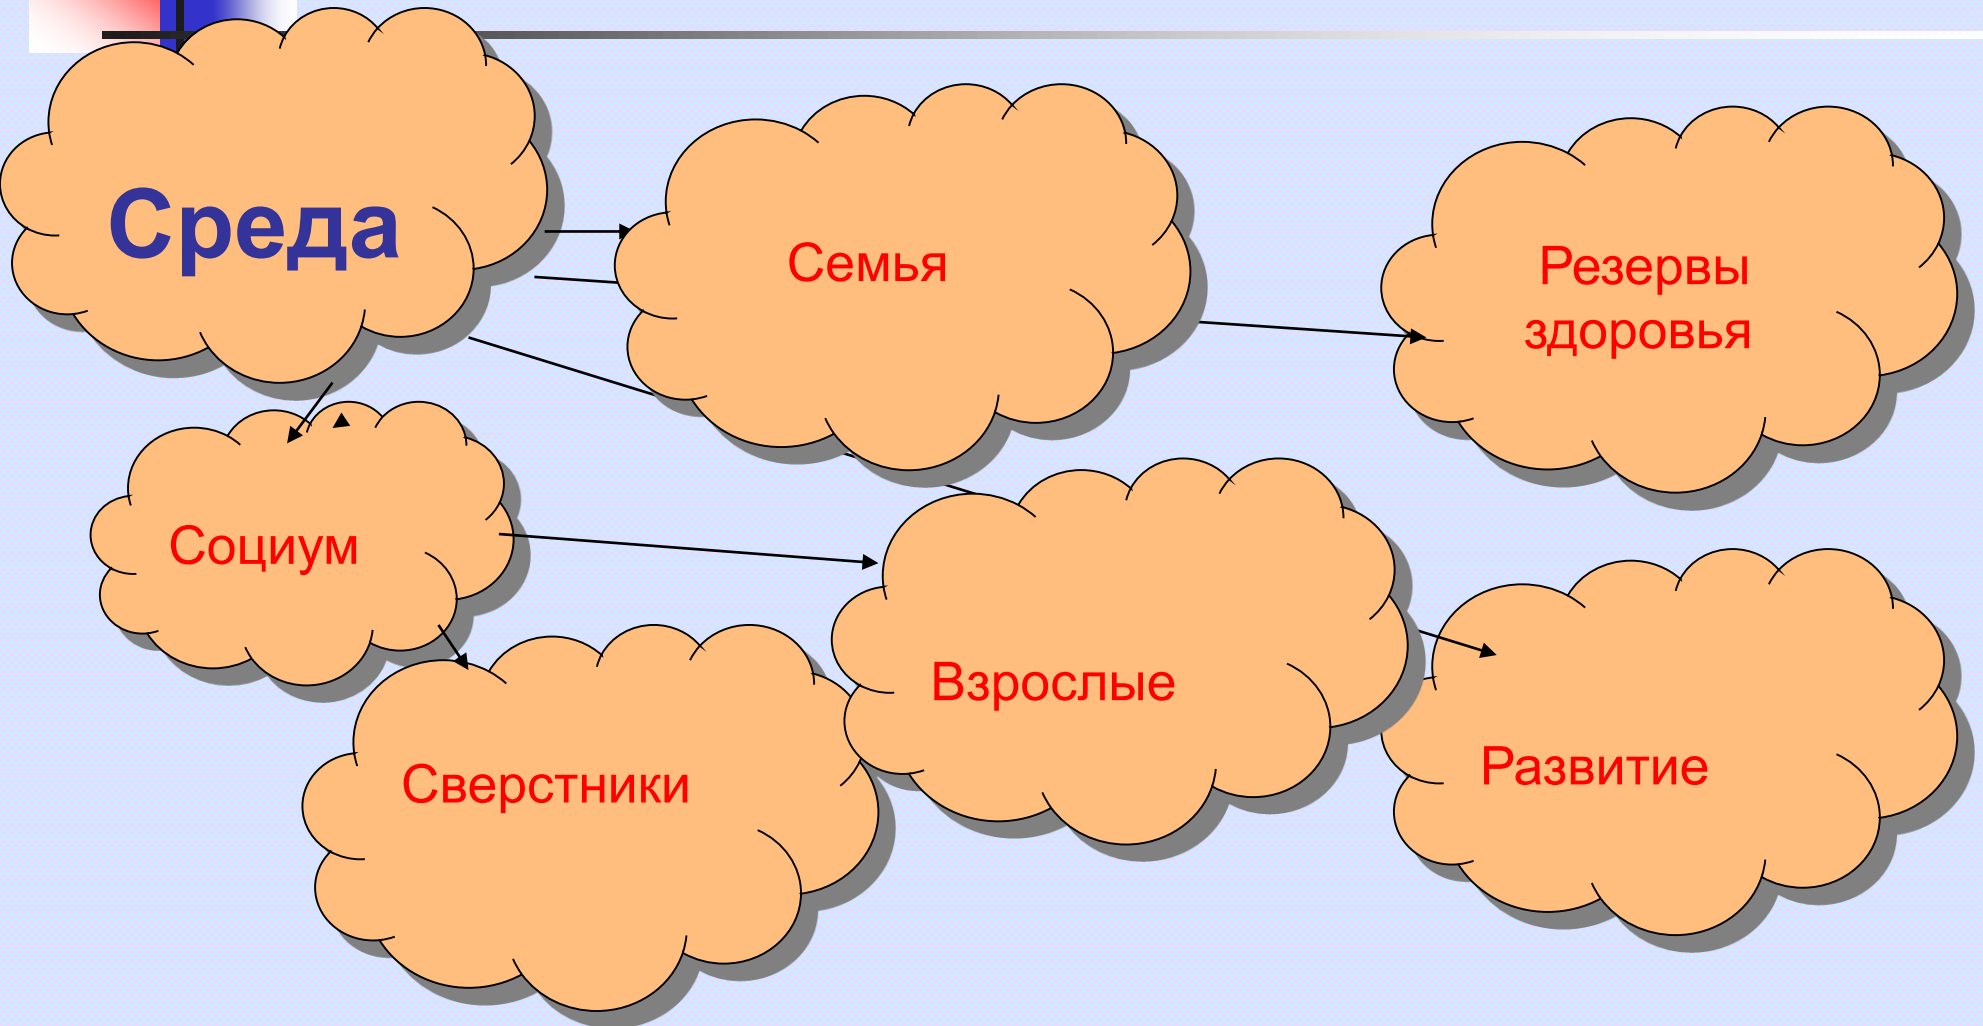 Среда
Семья
Резервы
здоровья
Социум
Взрослые
Сверстники
Развитие